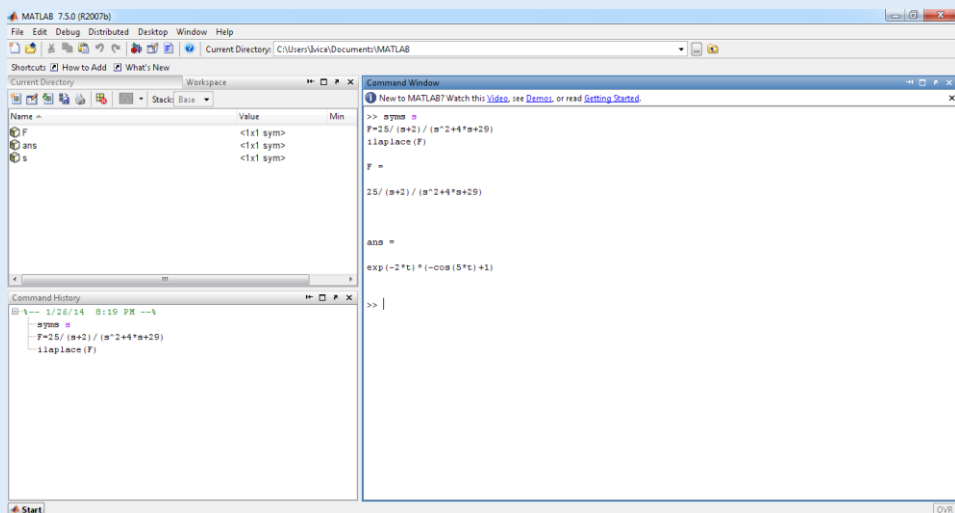 MATLAB 7.5.0 (R2007b)
File Edit Debug Distributed Desktop Window Help
Current Directory: C:\Users\lvica\Documents\MATLAB
Shortcuts How to Add What's New
Current Directory Workspace
Stack: Base
Name Value Min
F <1x1 sym>
ans <1x1 sym>
s <1x1 sym>
Command History
%-- 1/26/14 8:19 PM --%
syms s
F=25/(s+2)/(s^2+4*s+29)
ilaplace(F)
Command Window
New to MATLAB? Watch this Video, see Demos, or read Getting Started.
>> syms s
F=25/(s+2)/(s^2+4*s+29)
ilaplace(F)
F =
25/(s+2)/(s^2+4*s+29)
ans =
exp(-2*t)*(-cos(5*t)+1)
>>
Start
OVR